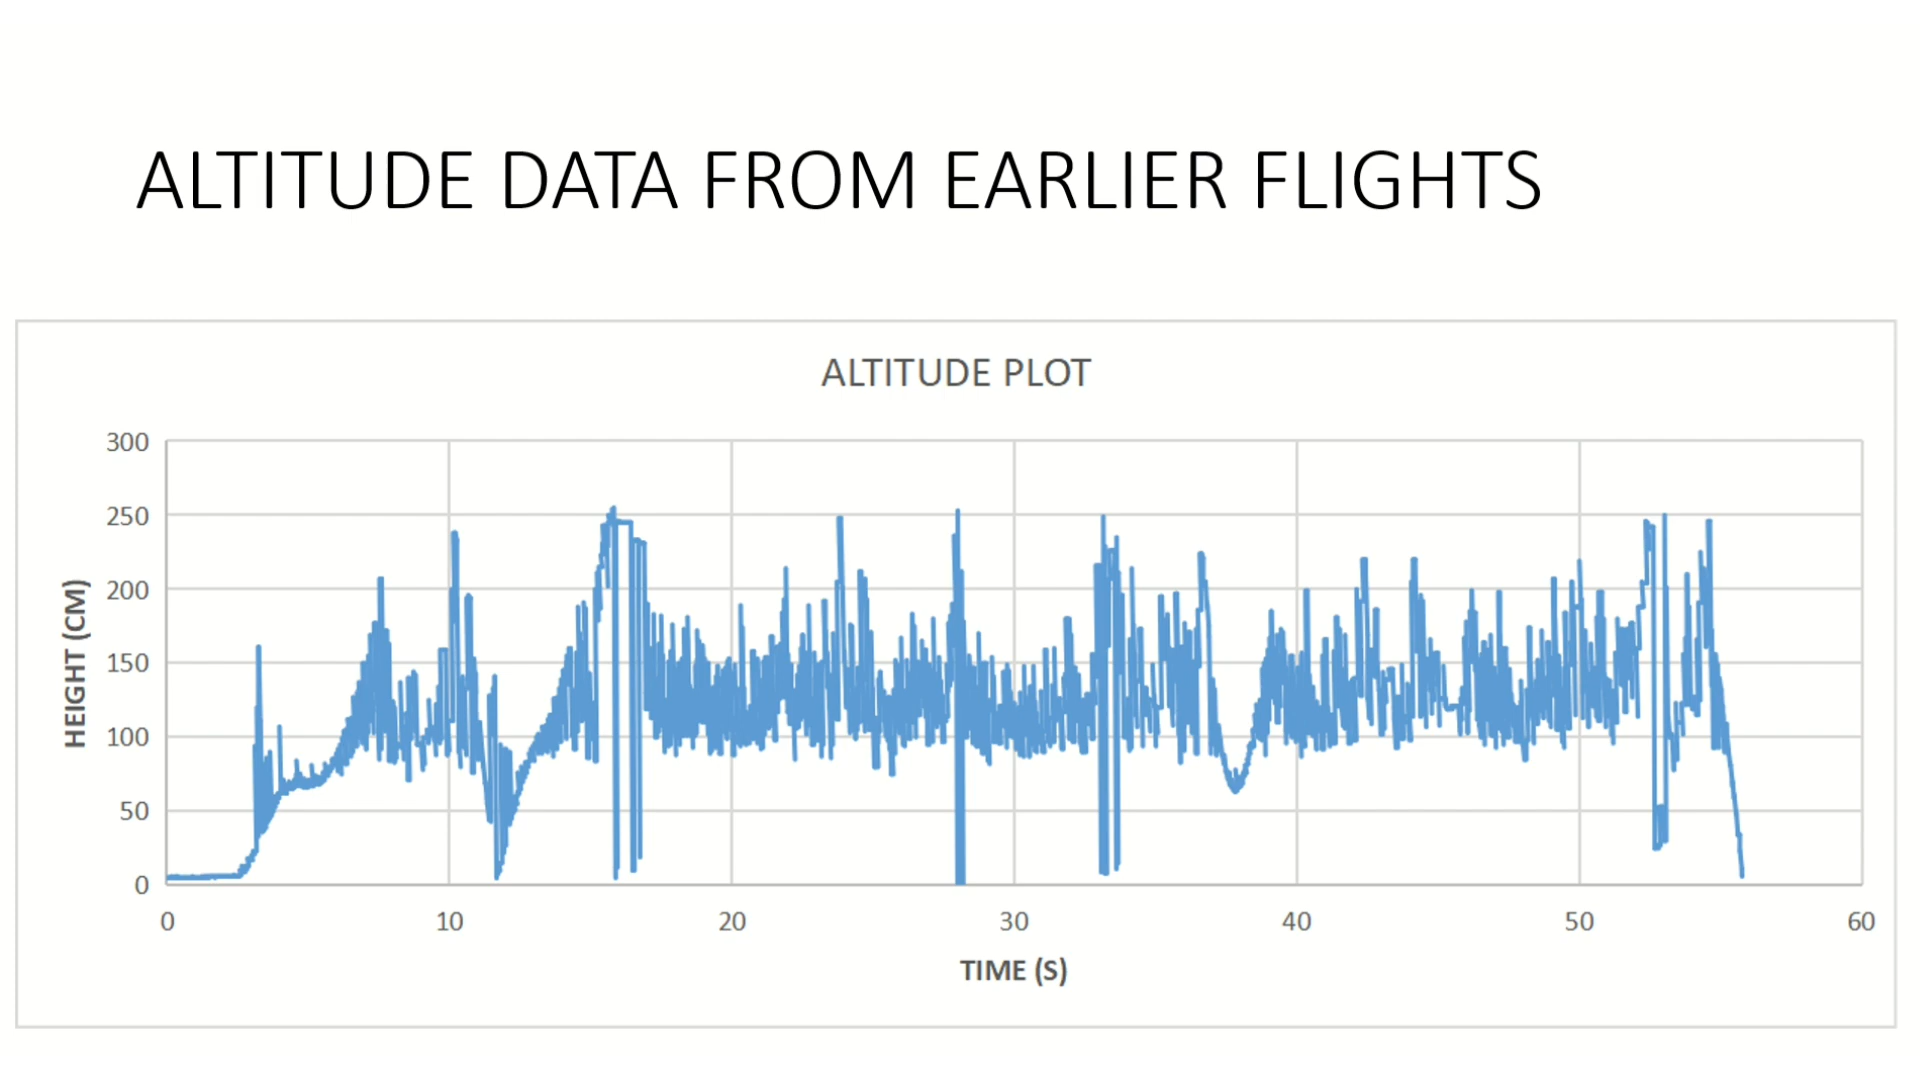 ALTITUDE DATA FROM EARLIER FLIGHTS
ALTITUDE PLOT
300
250
200
150
100
50
0
HEIGHT (CM)
0 10 20 30 40 50 60
TIME (S)